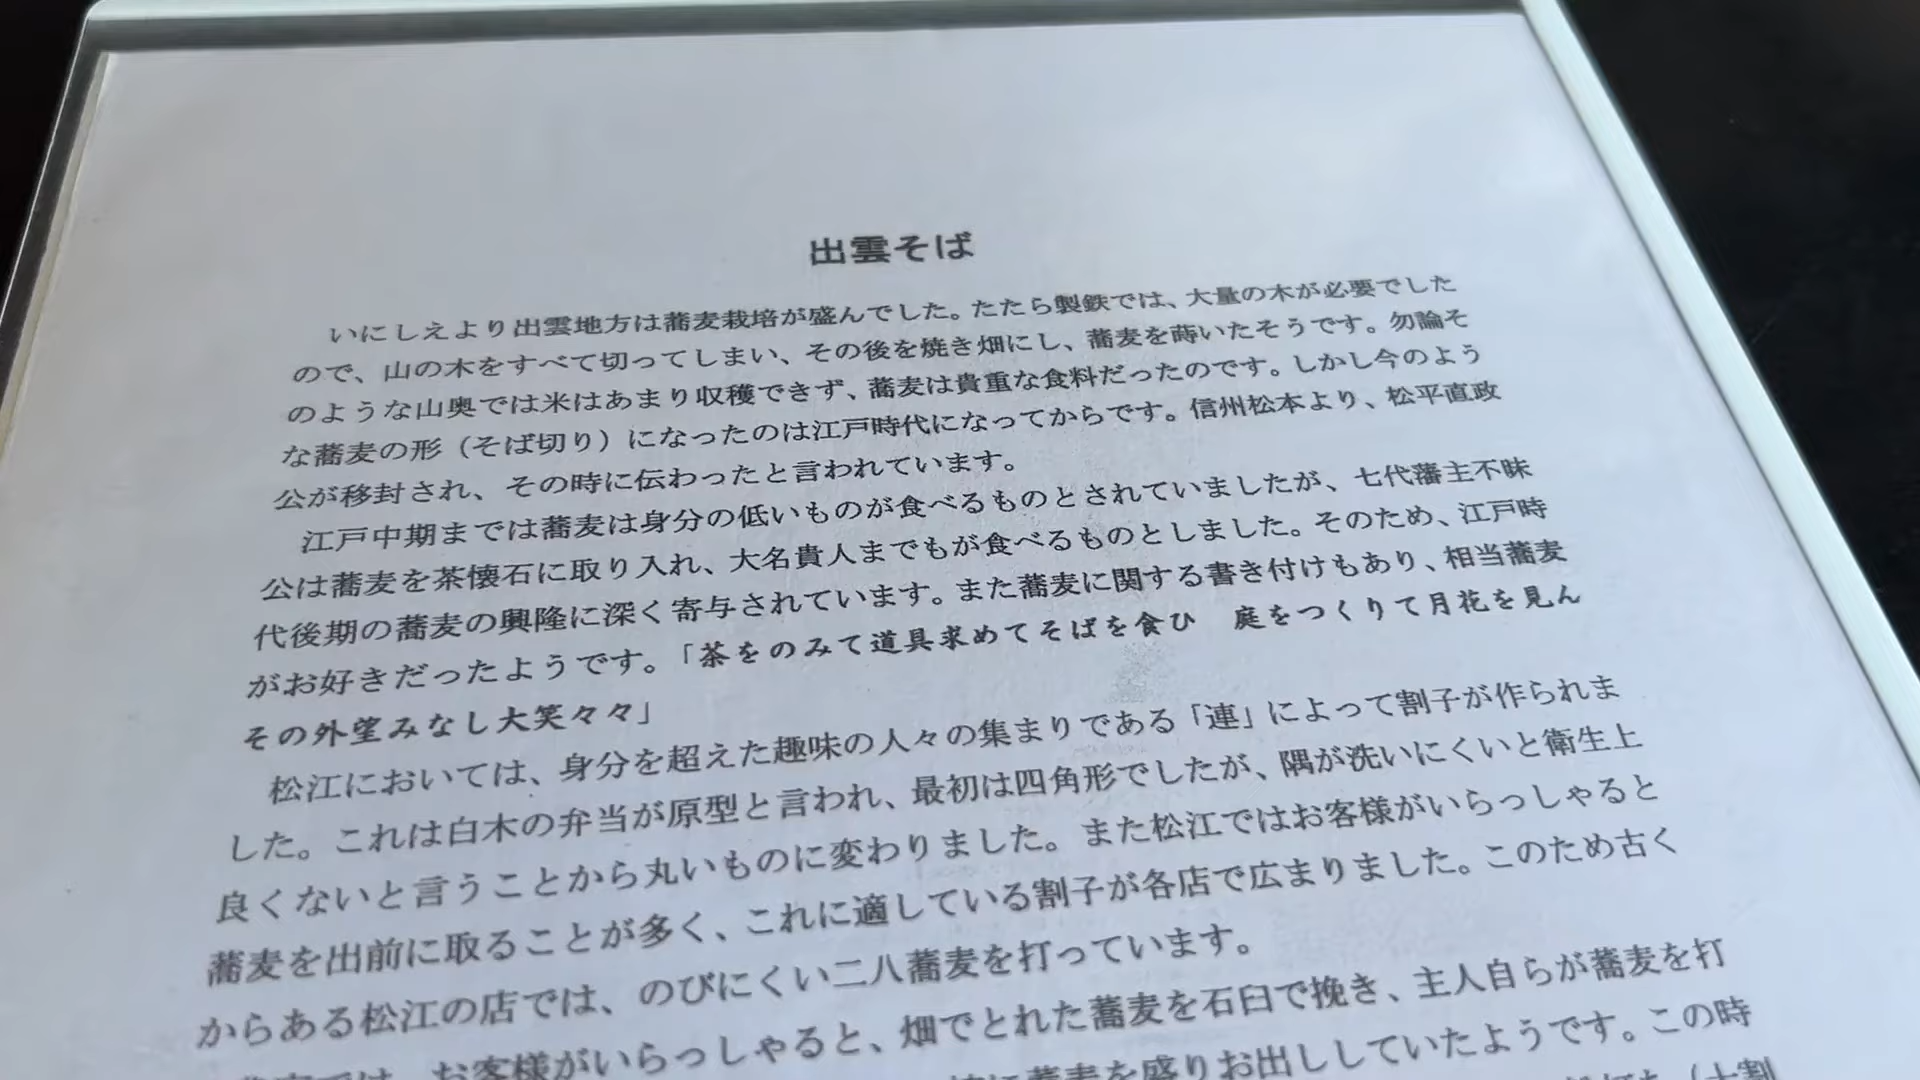 出雲そば
いにしえより出雲地方は蕎麦栽培が盛んでした。たたら製鉄では、大量の木が必要でした
ので、山の木をすべて切ってしまい、その後を焼き畑にし、蕎麦を蒔いたそうです。勿論そ
のような山奥では米はあまり収穫できず、蕎麦は貴重な食料だったのです。しかし今のよう
な蕎麦の形（そば切り）になったのは江戸時代になってからです。信州松本より、松平直政
公が移封され、その時に伝わったと言われています。
江戸中期までは蕎麦は身分の低いものが食べるものとされていましたが、七代藩主不昧
公は蕎麦を茶懐石に取り入れ、大名貴人までもが食べるものとしました。そのため、江戸時
代後期の蕎麦の興隆に深く寄与されています。また蕎麦に関する書き付けもあり、相当蕎麦
がお好きだったようです。「茶をのみて道具求めてそばを食ひ　庭をつくりて月花を見ん
その外望みなし大笑々々」
松江においては、身分を超えた趣味の人々の集まりである「連」によって割子が作られま
した。これは白木の弁当が原型と言われ、最初は四角形でしたが、隅が洗いにくいと衛生上
良くないと言うことから丸いものに変わりました。また松江ではお客様がいらっしゃると
蕎麦を出前に取ることが多く、これに適している割子が各店で広まりました。このため古く
からある松江の店では、のびにくい二八蕎麦を打っています。
では、お客様がいらっしゃると、畑でとれた蕎麦を石臼で挽き、主人自らが蕎麦を打
に蕎麦を盛りお出ししていたようです。この時